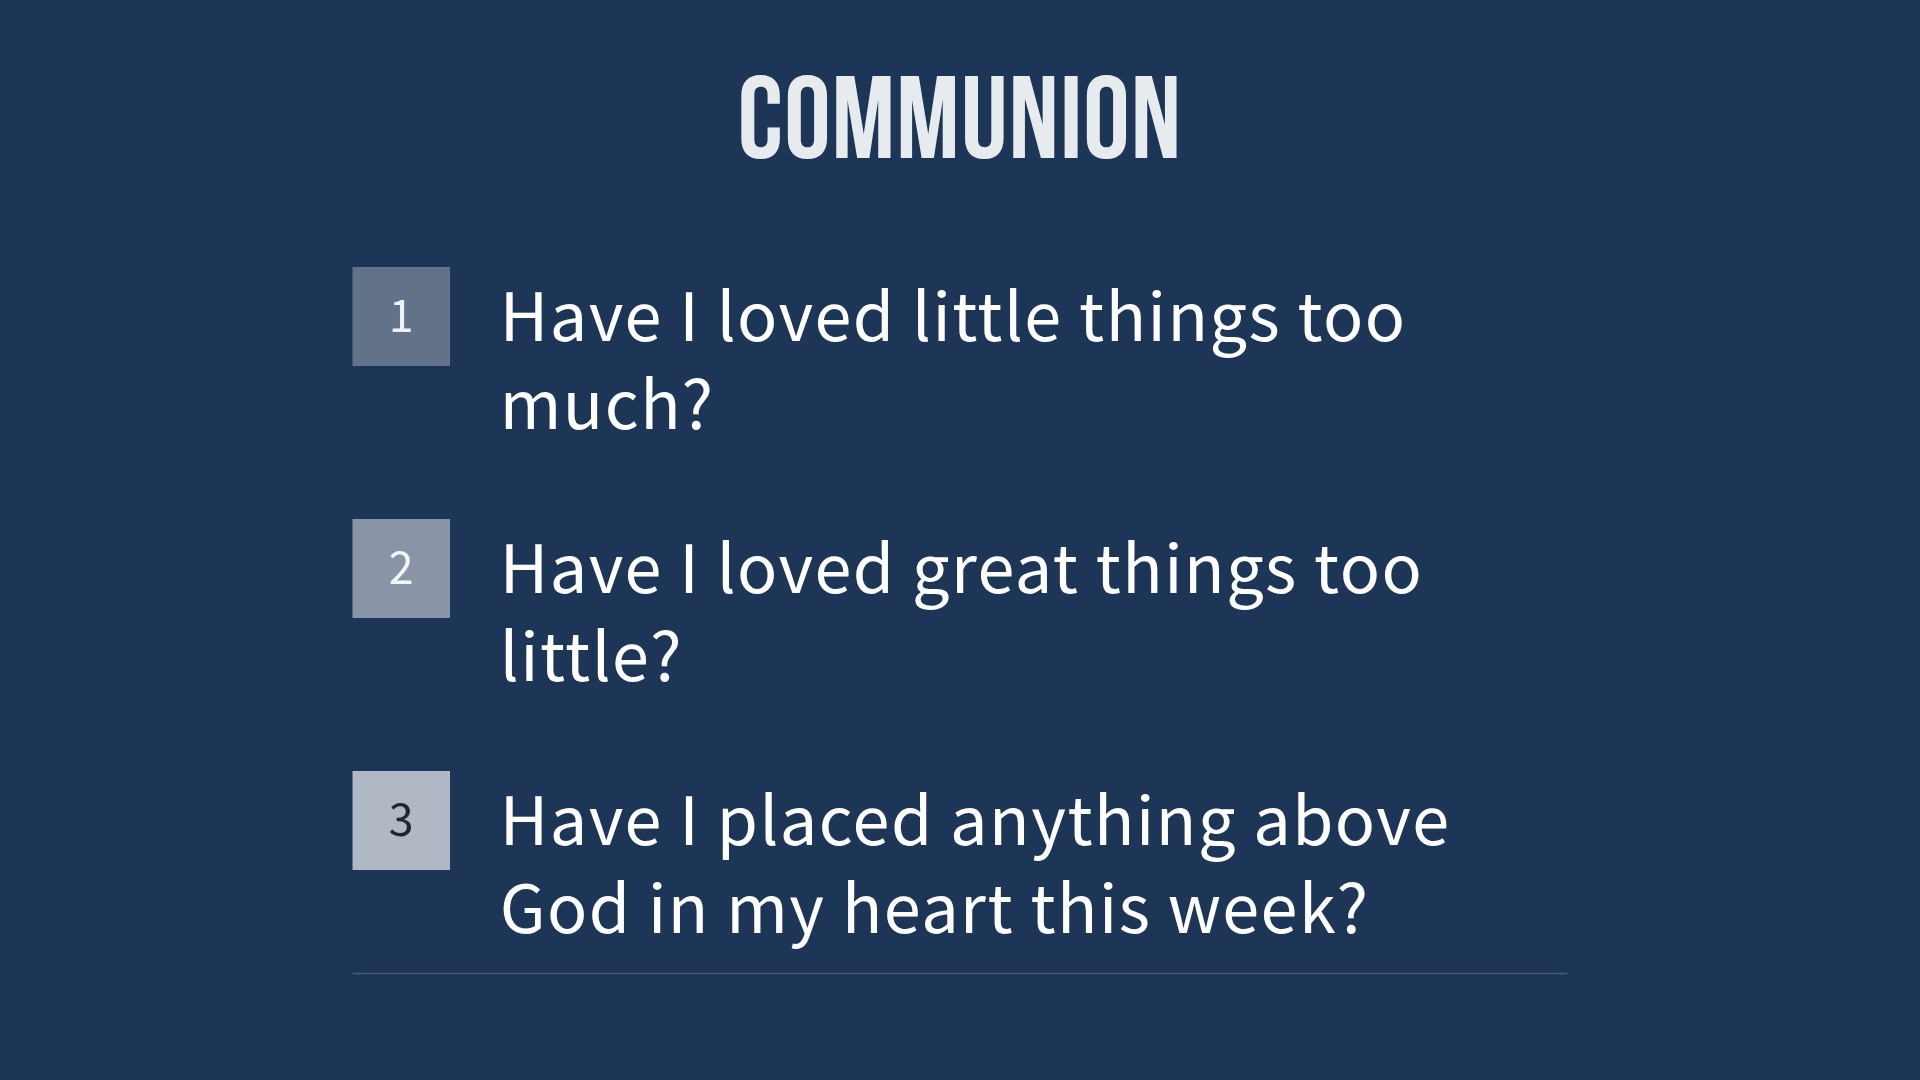 COMMUNION
1
Have I loved little things too
much?
2
Have I loved great things too
little?
3
Have I placed anything above
God in my heart this week?